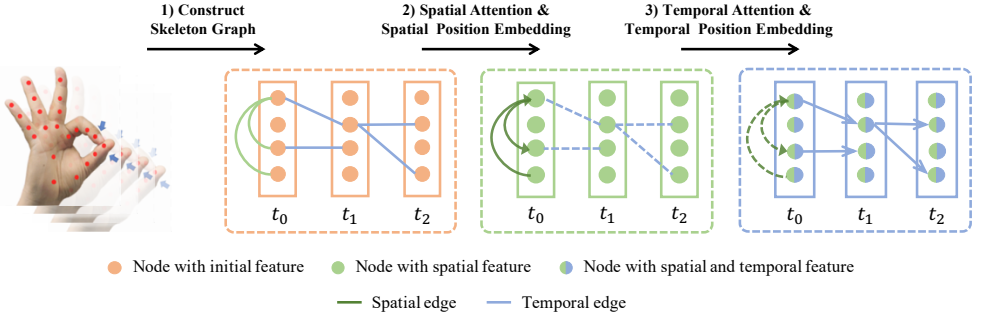 1) Construct
Skeleton Graph
2) Spatial Attention &
Spatial Position Embedding
3) Temporal Attention &
Temporal Position Embedding
t0 t1 t2
t0 t1 t2
t0 t1 t2
Node with initial feature
Node with spatial feature
Node with spatial and temporal feature
Spatial edge
Temporal edge